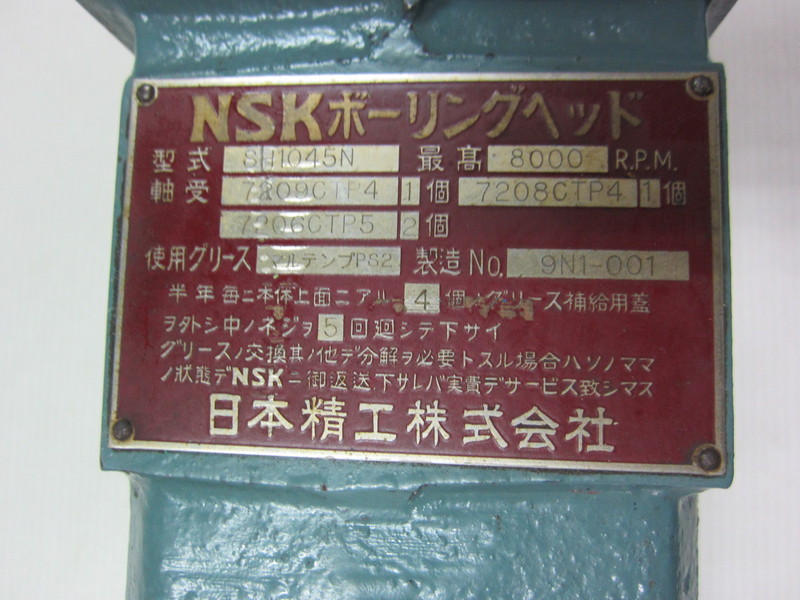 NSKボーリングヘッド
型式 SH1045N 最高 8000 R.P.M.
軸受 7209CTP4 1個 7208CTP4 1個
7206CTP5 2個
使用グリース マルテンプPS2 製造No. 9N1-001
半年毎ニ本体上面ニアル 4 個 グリース補給用蓋
ヲハズシ中ノネジヲ 5 回廻シテ下サイ
グリースノ交換其ノ他デ分解ヲ必要トスル場合ハソノママ
ノ状態デNSKニ御返送下サレバ実費デサービス致シマス
日本精工株式会社